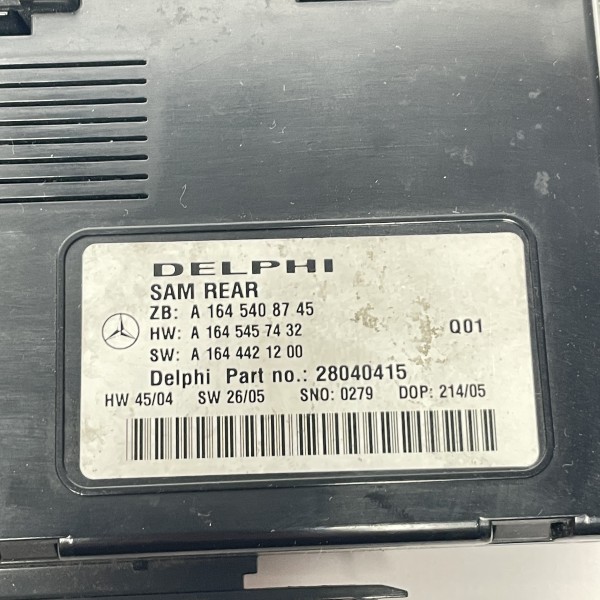 DELPHI
SAM REAR
ZB: A 164 540 87 45
HW: A 164 545 74 32 Q01
SW: A 164 442 12 00
Delphi Part no.: 28040415
HW 45/04 SW 26/05 SNO: 0279 DOP: 214/05